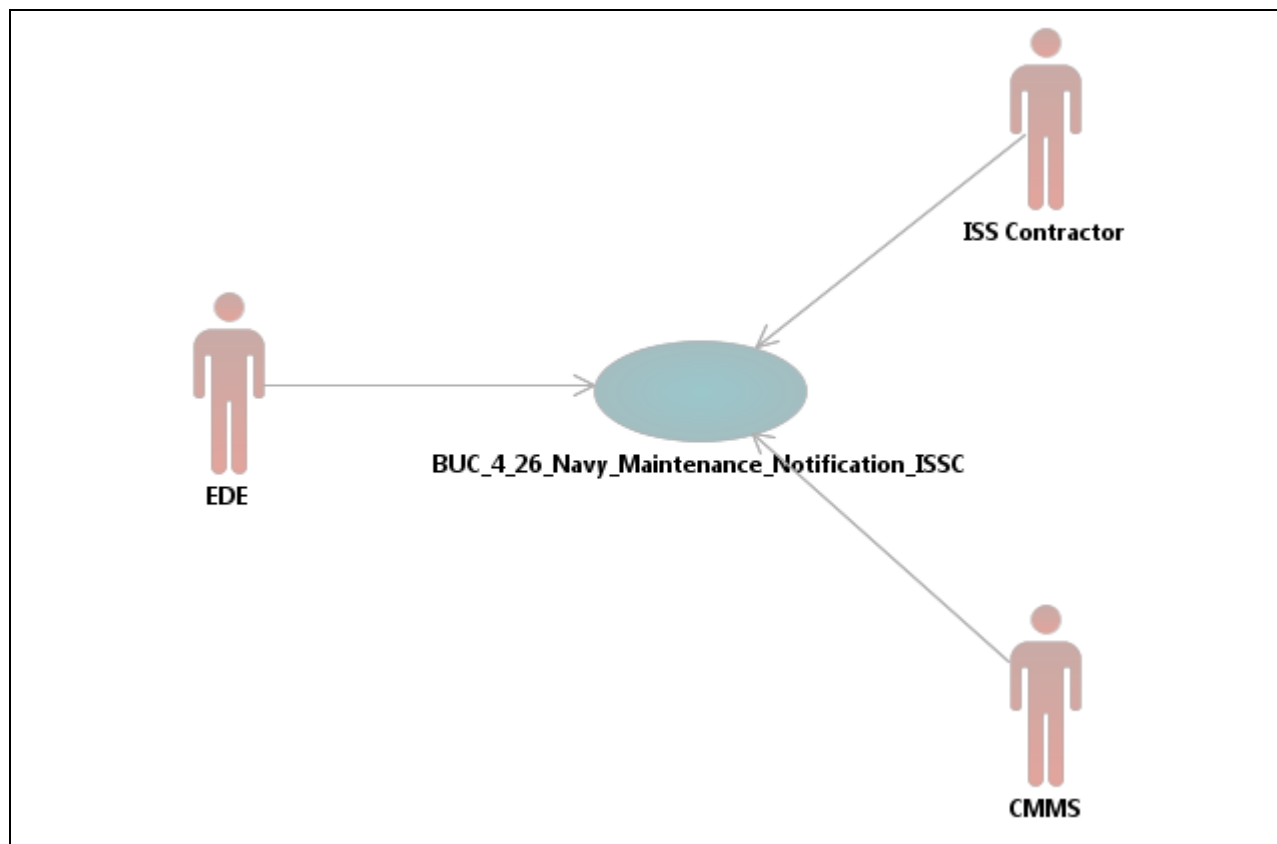 ISS Contractor
BUC_4_26_Navy_Maintenance_Notification_ISSC
EDE
CMMS